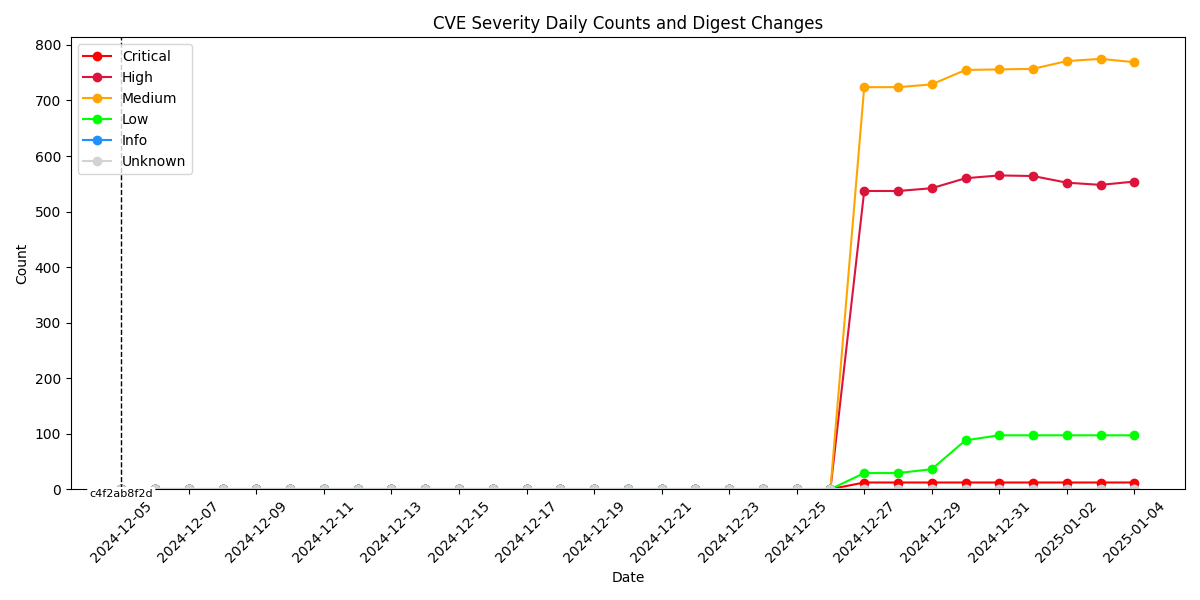 CVE Severity Daily Counts and Digest Changes
Critical
High
Medium
Low
Info
Unknown
Count
800
700
600
500
400
300
200
100
0
c4f2ab8f2d
2024-12-05
2024-12-07
2024-12-09
2024-12-11
2024-12-13
2024-12-15
2024-12-17
2024-12-19
2024-12-21
2024-12-23
2024-12-25
2024-12-27
2024-12-29
2024-12-31
2025-01-02
2025-01-04
Date